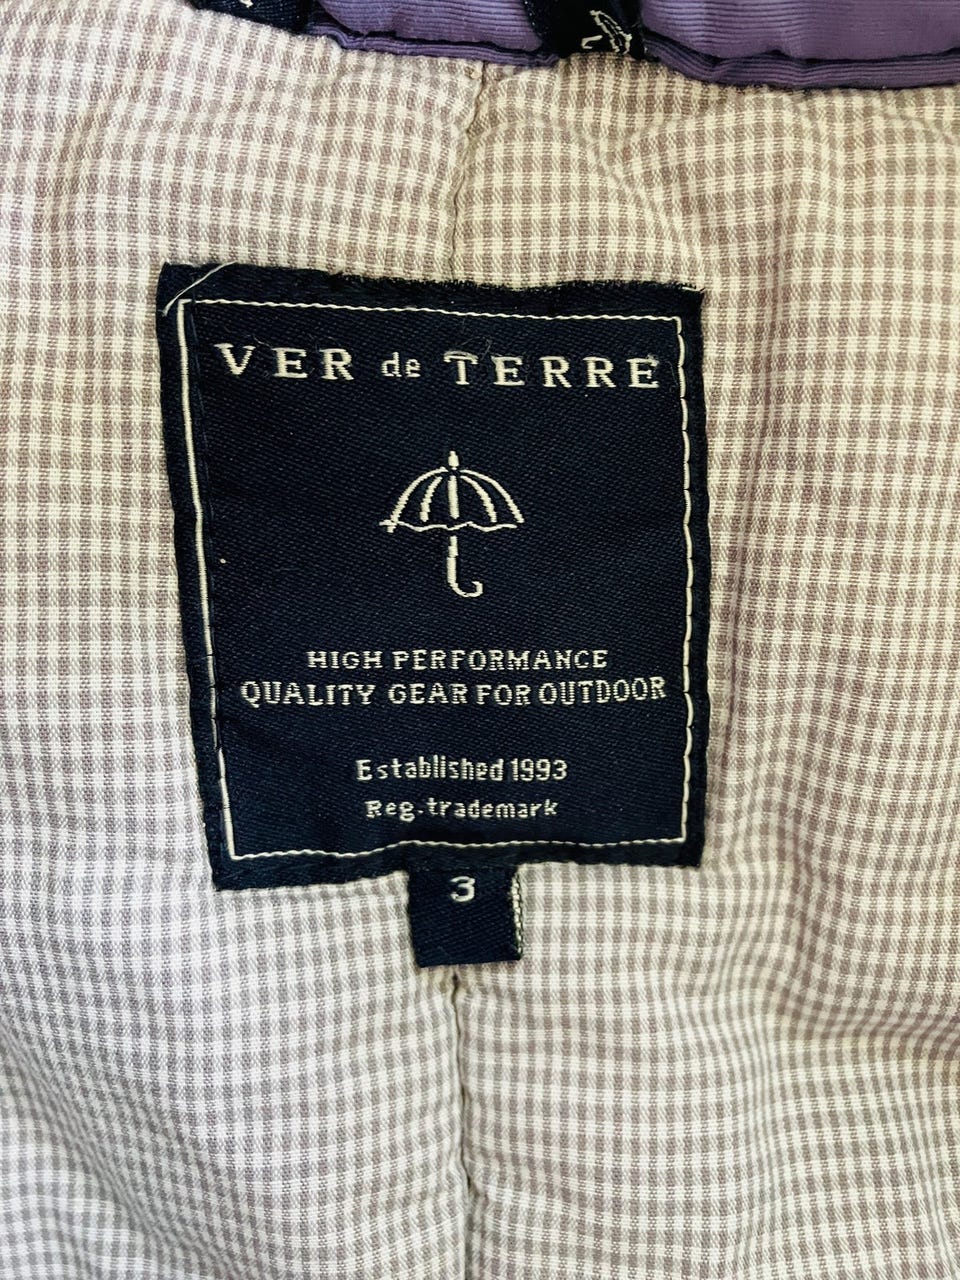 VER de TERRE
HIGH PERFORMANCE
QUALITY GEAR FOR OUTDOOR
Established 1993
Reg. trademark
3